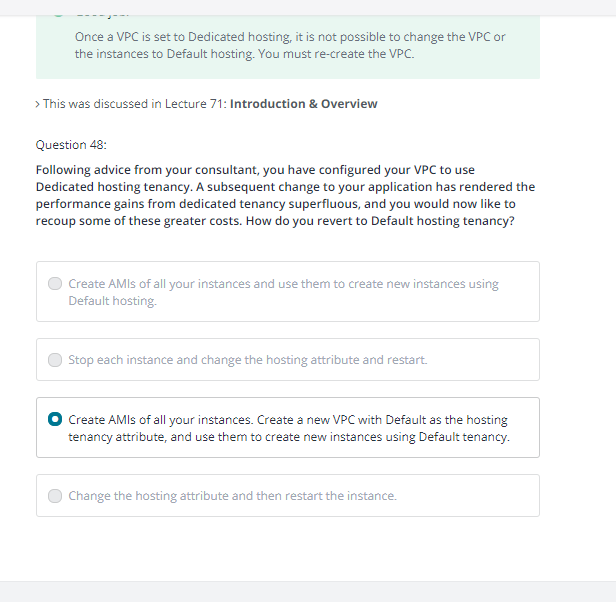 Once a VPC is set to Dedicated hosting, it is not possible to change the VPC or
the instances to Default hosting. You must re-create the VPC.
> This was discussed in Lecture 71: Introduction & Overview
Question 48:
Following advice from your consultant, you have configured your VPC to use
Dedicated hosting tenancy. A subsequent change to your application has rendered the
performance gains from dedicated tenancy superfluous, and you would now like to
recoup some of these greater costs. How do you revert to Default hosting tenancy?
Create AMIs of all your instances and use them to create new instances using
Default hosting.
Stop each instance and change the hosting attribute and restart.
Create AMIs of all your instances. Create a new VPC with Default as the hosting
tenancy attribute, and use them to create new instances using Default tenancy.
Change the hosting attribute and then restart the instance.